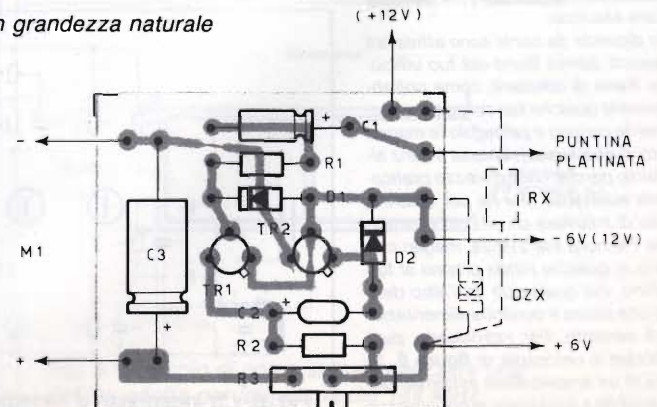 n grandezza naturale
(+12V)
+
C1
-
PUNTINA
PLATINATA
R1
RX
D1
TR2
- 6V (12V)
M1
C3
D2
DZX
TR1
+
C2
+
R2
+
+ 6V
R3